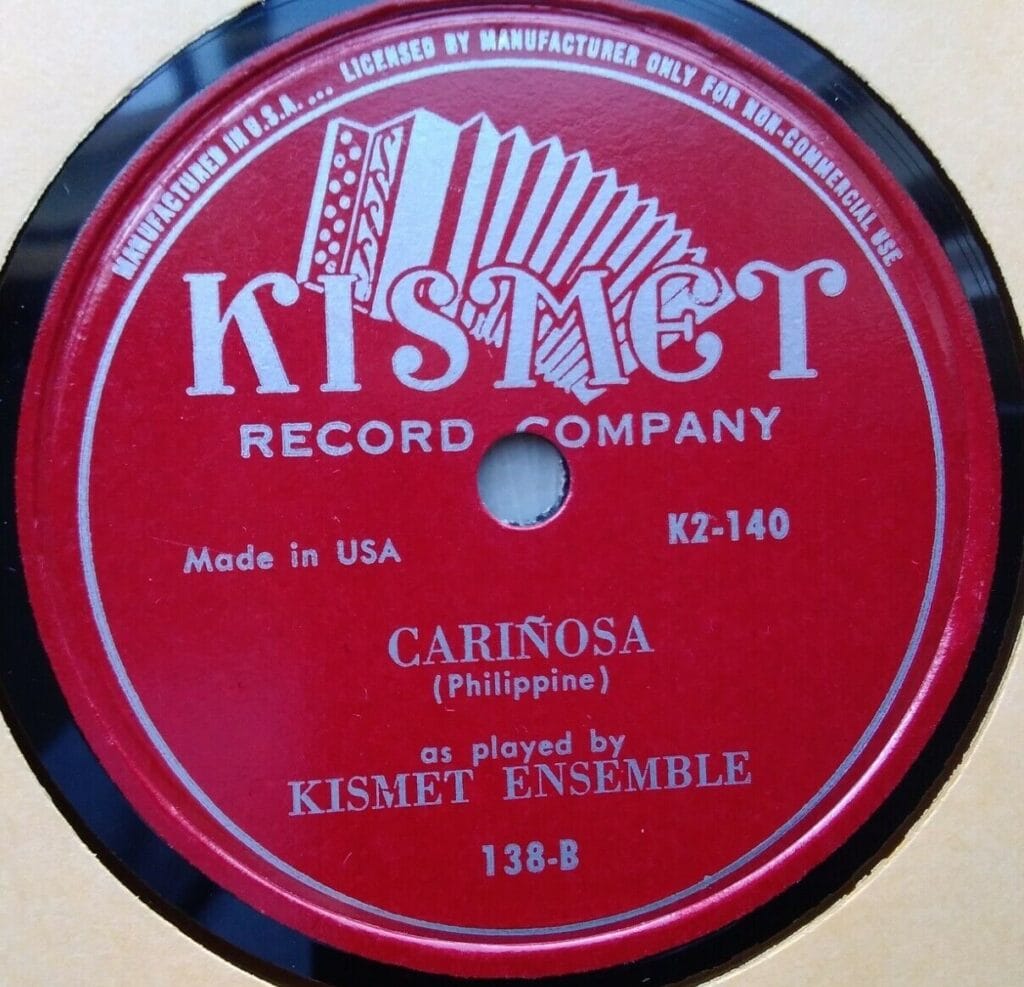 MANUFACTURED IN U.S.A. ... LICENSED BY MANUFACTURER ONLY FOR NON-COMMERCIAL USE
KISMET
RECORD COMPANY
Made in USA
K2-140
CARIÑOSA
(Philippine)
as played by
KISMET ENSEMBLE
138-B